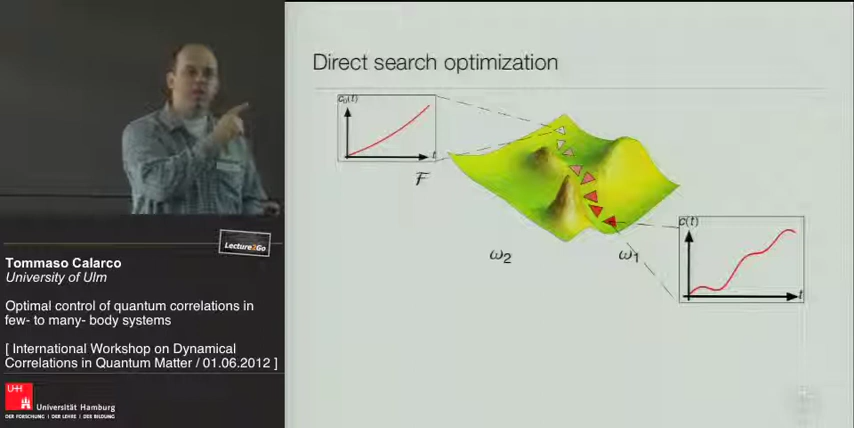 Direct search optimization
c₀(t)
t
F
ω₂
ω₁
c(t)
t
Lecture2Go
Tommaso Calarco
University of Ulm
Optimal control of quantum correlations in
few- to many- body systems
[ International Workshop on Dynamical
Correlations in Quantum Matter / 01.06.2012 ]
UH
Universität Hamburg
DER FORSCHUNG | DER LEHRE | DER BILDUNG